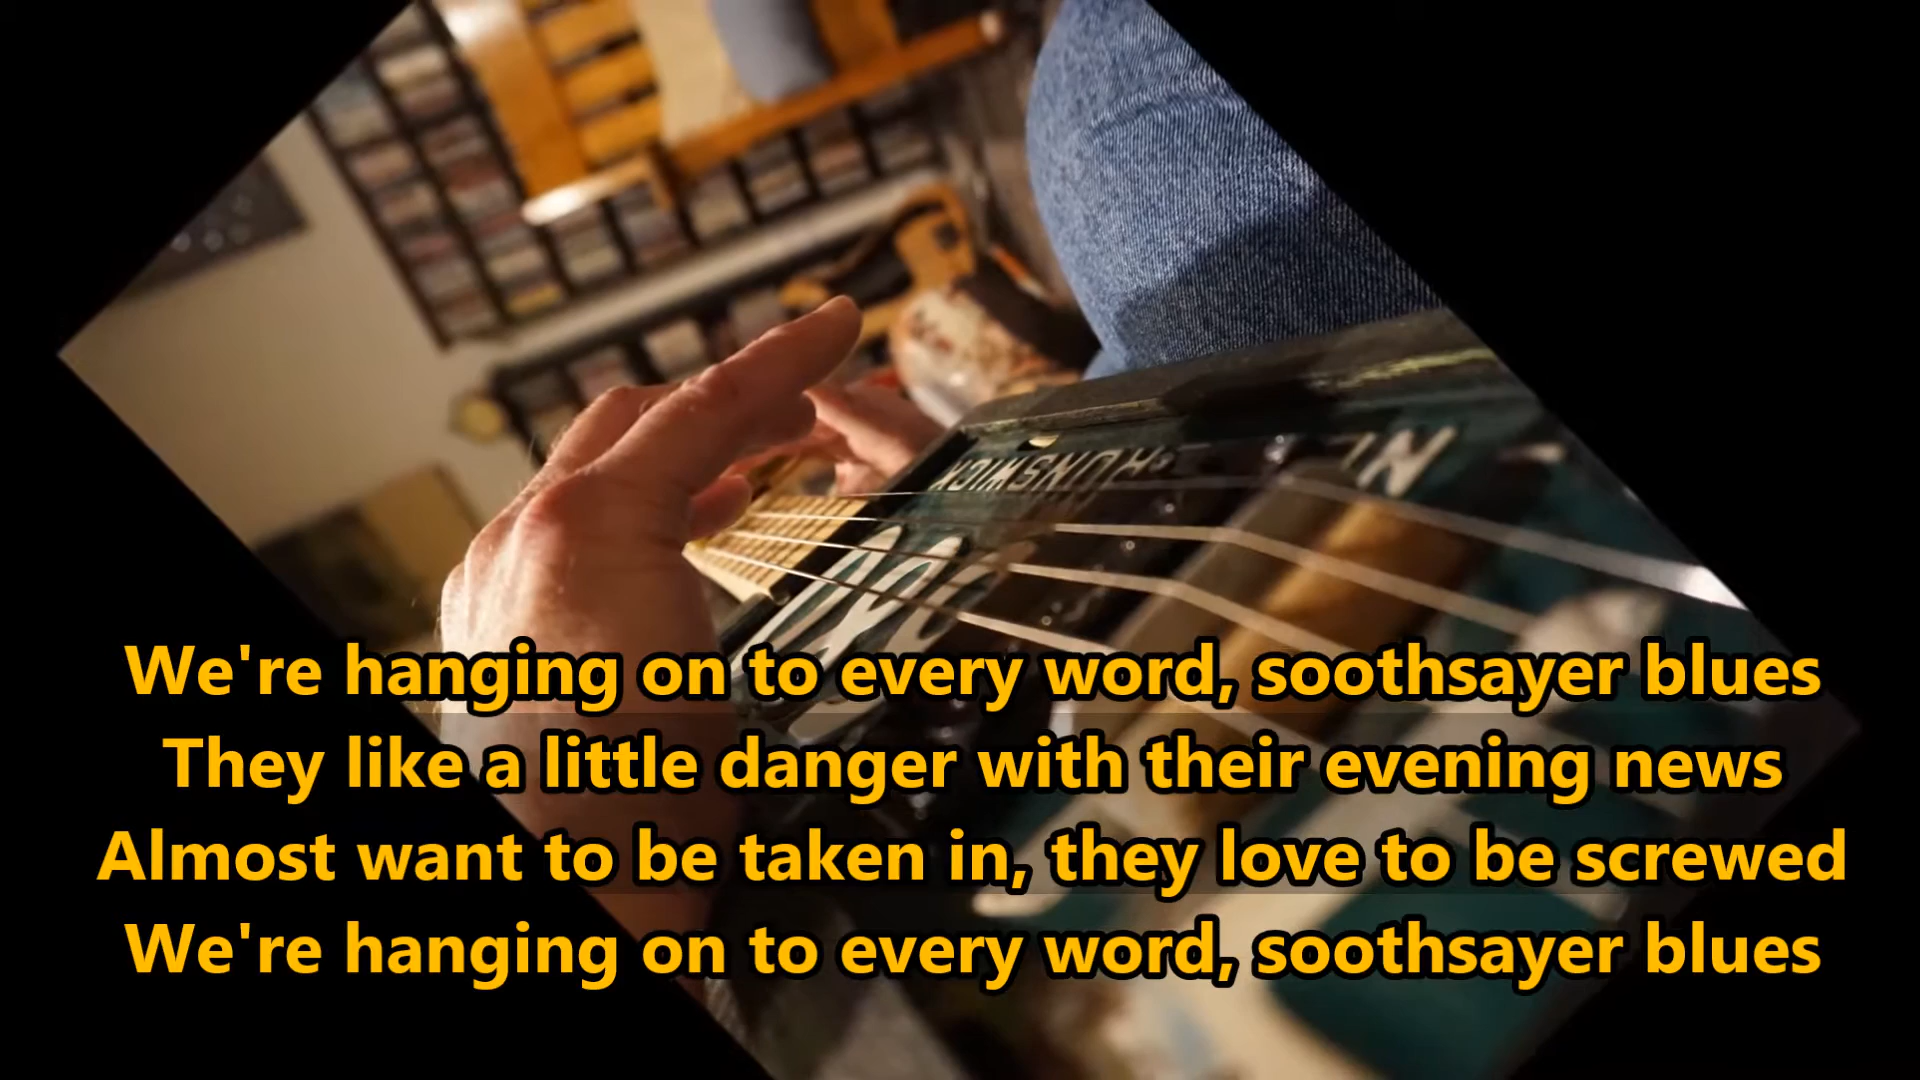 We're hanging on to every word, soothsayer blues
They like a little danger with their evening news
Almost want to be taken in, they love to be screwed
We're hanging on to every word, soothsayer blues